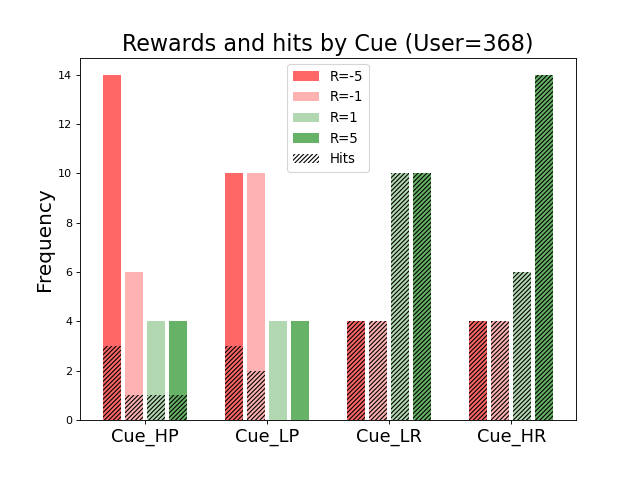 Rewards and hits by Cue (User=368)
R=-5
R=-1
R=1
R=5
Hits
Frequency
14
12
10
8
6
4
2
0
Cue_HP
Cue_LP
Cue_LR
Cue_HR